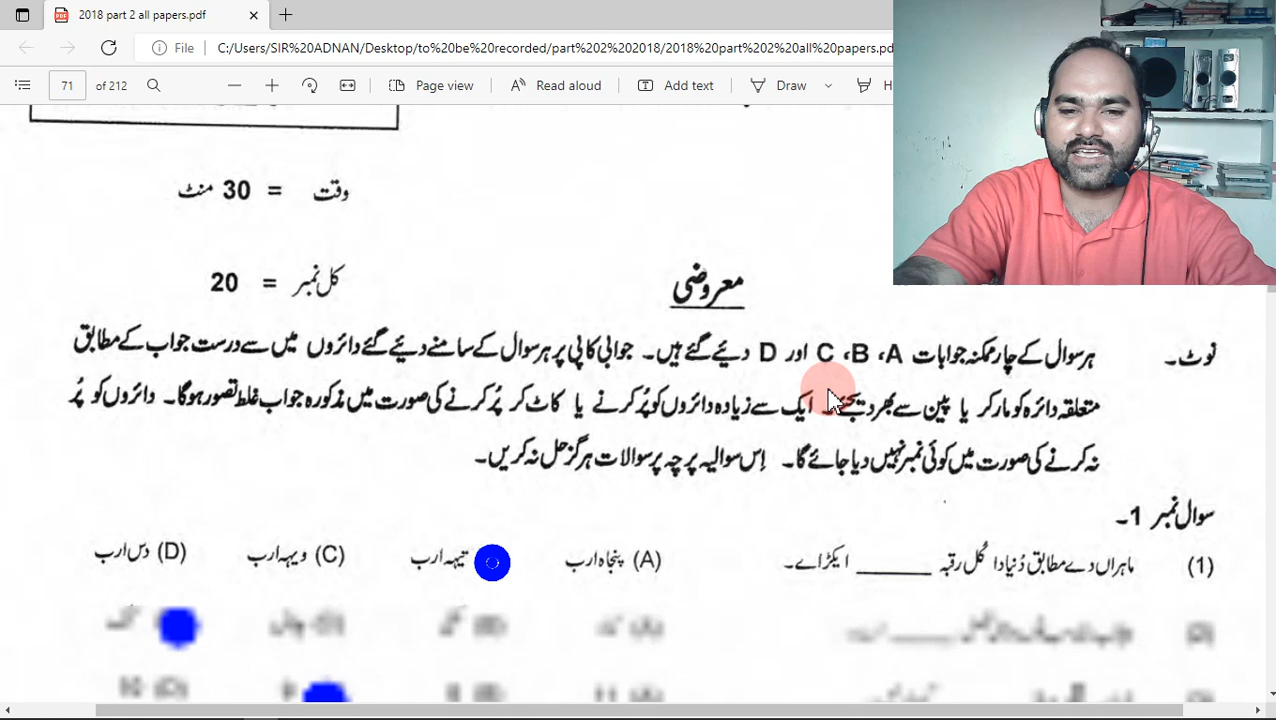 2018 part 2 all papers.pdf
File C:/Users/SIR%20ADNAN/Desktop/to%20be%20recorded/part%202%202018/2018%20part%202%20all%20papers.pd
71 of 212 Page view Read aloud Add text Draw H
وقت = 30 منٹ
کل نمبر = 20
معروضی
نوٹ۔ ہر سوال کے چار ممکنہ جوابات A، B، C اور D دیئے گئے ہیں۔ جوابی کاپی پر ہر سوال کے سامنے دیئے گئے دائروں میں سے درست جواب کے مطابق
متعلقہ دائرہ کو مارکر یا پین سے بھر دیجئے۔ ایک سے زیادہ دائروں کو پُر کرنے یا کاٹ کر پُر کرنے کی صورت میں مذکورہ جواب غلط تصور ہوگا۔ دائروں کو پُر
نہ کرنے کی صورت میں کوئی نمبر نہیں دیا جائے گا۔ اِس سوالیہ پرچہ پر سوالات ہرگز حل نہ کریں۔
سوال نمبر 1۔
(1) ماہراں دے مطابق دُنیا دا کُل رقبہ ______ ایکڑ اے۔ (A) پنجاہ ارب تیہہ ارب (C) ویہہ ارب (D) دس ارب